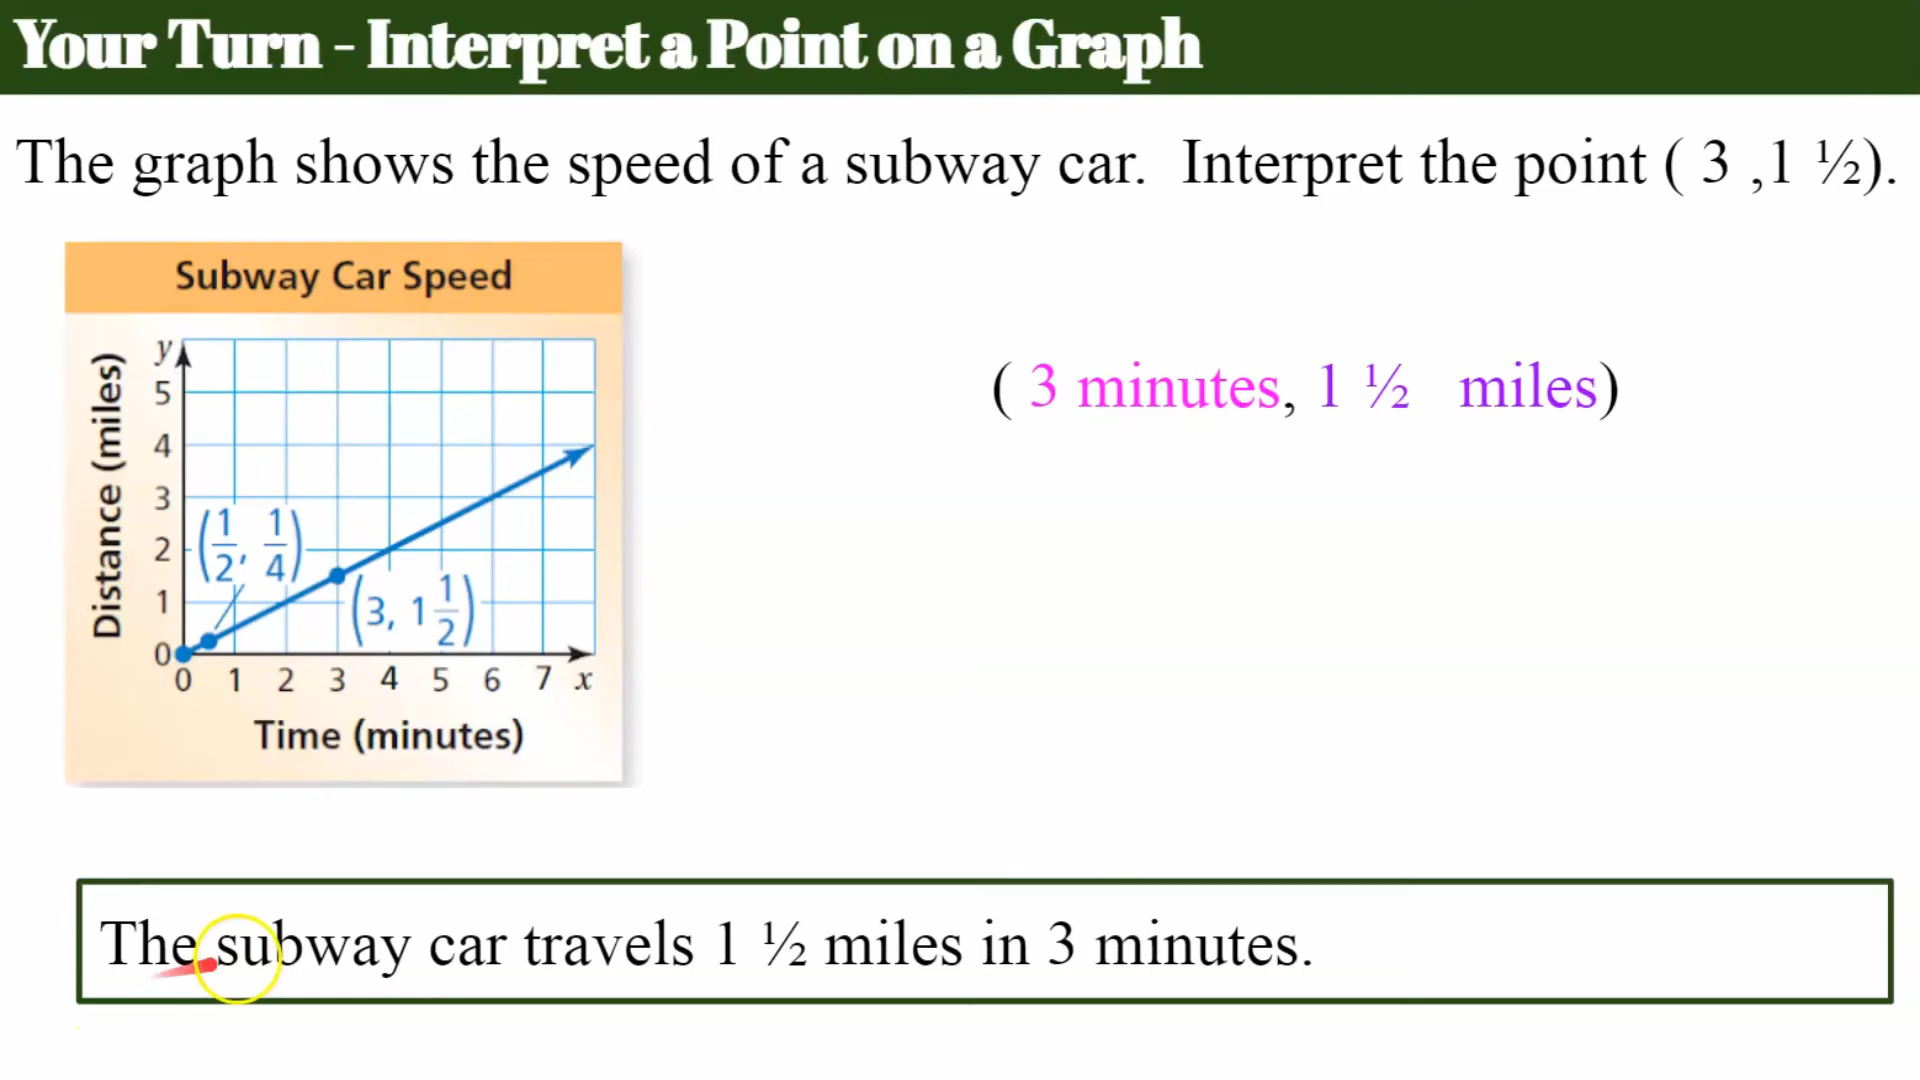 Your Turn - Interpret a Point on a Graph
The graph shows the speed of a subway car. Interpret the point ( 3 ,1 ½).
Subway Car Speed
( 3 minutes, 1 ½ miles)
Distance (miles)
y
5
4
3
2
1
0
(1/2, 1/4)
(3, 1 1/2)
0 1 2 3 4 5 6 7 x
Time (minutes)
The subway car travels 1 ½ miles in 3 minutes.